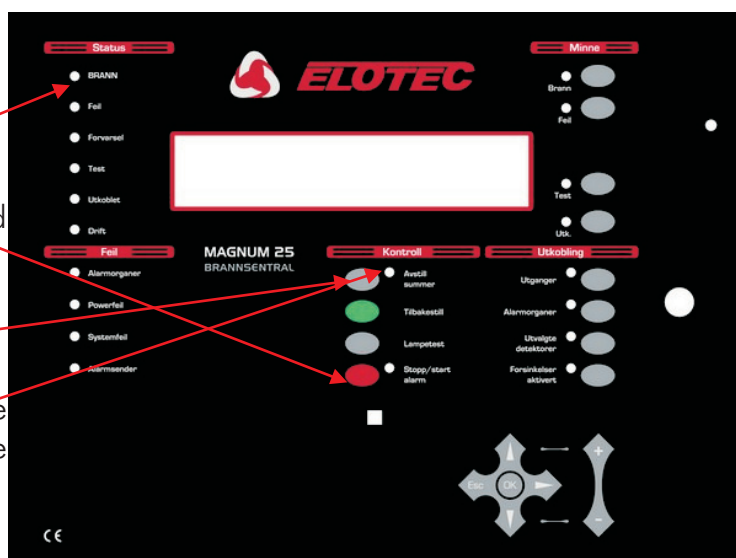 Status
BRANN
Feil
Forvarsel
Test
Utkoblet
Drift
ELOTEC
Minne
Brann
Feil
Test
Utk.
Feil
Alarmorganer
Powerfeil
Systemfeil
Alarmsender
MAGNUM 25
BRANNSENTRAL
Kontroll
Avstill
summer
Tilbakestill
Lampetest
Stopp/start
alarm
Utkobling
Utganger
Alarmorganer
Utvalgte
detektorer
Forsinkelser
aktivert
Esc
OK
+
-
CE
d
e
e